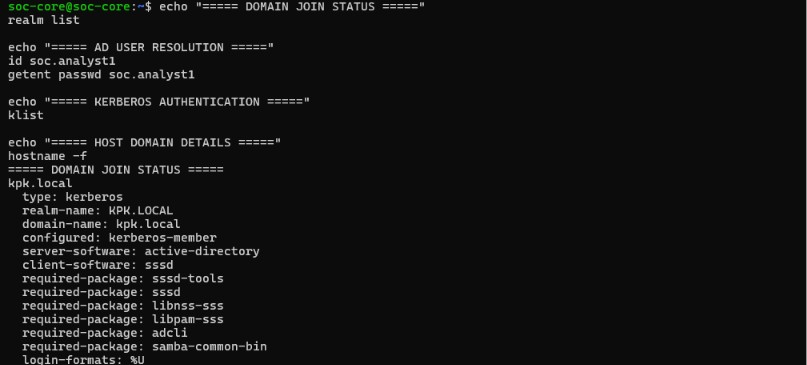 soc-core@soc-core:~$ echo "===== DOMAIN JOIN STATUS ====="
realm list
echo "===== AD USER RESOLUTION ====="
id soc.analyst1
getent passwd soc.analyst1
echo "===== KERBEROS AUTHENTICATION ====="
klist
echo "===== HOST DOMAIN DETAILS ====="
hostname -f
===== DOMAIN JOIN STATUS =====
kpk.local
  type: kerberos
  realm-name: KPK.LOCAL
  domain-name: kpk.local
  configured: kerberos-member
  server-software: active-directory
  client-software: sssd
  required-package: sssd-tools
  required-package: sssd
  required-package: libnss-sss
  required-package: libpam-sss
  required-package: adcli
  required-package: samba-common-bin
  login-formats: %U